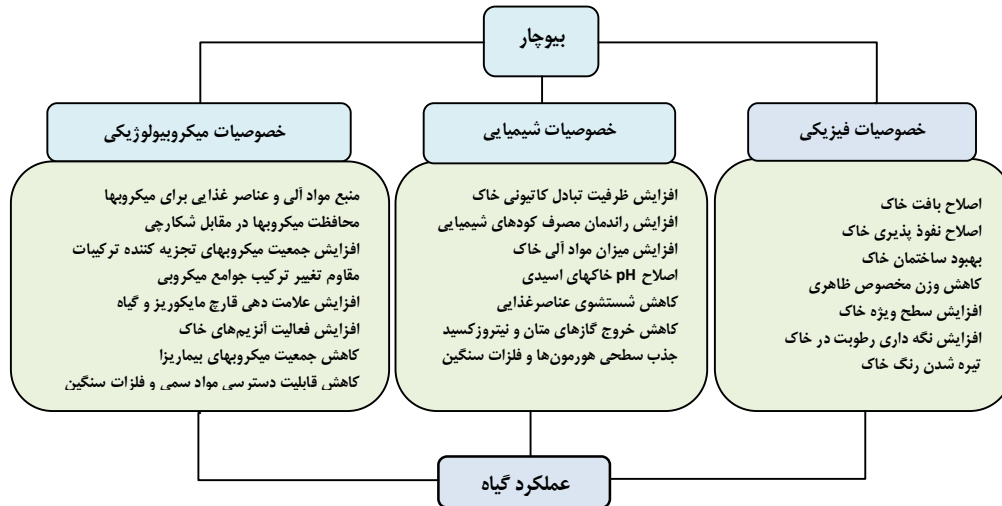 بیوچار
خصوصیات فیزیکی
اصلاح بافت خاک
اصلاح نفوذ پذیری خاک
بهبود ساختمان خاک
کاهش وزن مخصوص ظاهری
افزایش سطح ویژه خاک
افزایش نگه داری رطوبت در خاک
تیره شدن رنگ خاک
خصوصیات شیمیایی
افزایش ظرفیت تبادل کاتیونی خاک
افزایش راندمان مصرف کودهای شیمیایی
افزایش میزان مواد آلی خاک
اصلاح pH خاکهای اسیدی
کاهش شستشوی عناصرغذایی
کاهش خروج گازهای متان و نیتروزکسید
جذب سطحی هورمون‌ها و فلزات سنگین
خصوصیات میکروبیولوژیکی
منبع مواد آلی و عناصر غذایی برای میکروبها
محافظت میکروبها در مقابل شکارچی
افزایش جمعیت میکروبهای تجزیه کننده ترکیبات
مقاوم تغییر ترکیب جوامع میکروبی
افزایش علامت دهی قارچ مایکوریز و گیاه
افزایش فعالیت آنزیم‌های خاک
کاهش جمعیت میکروبهای بیماریزا
کاهش قابلیت دسترسی مواد سمی و فلزات سنگین
عملکرد گیاه